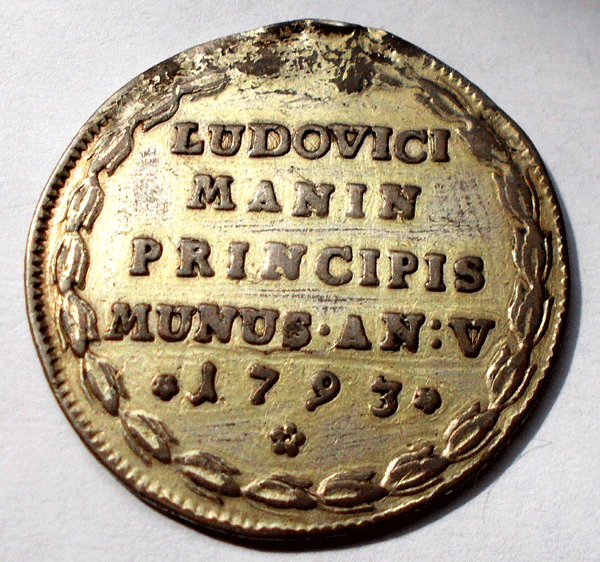 LUDOVICI
MANIN
PRINCIPIS
MUNUS·AN:V
*1793*